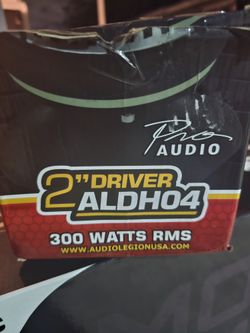 Pro
AUDIO
2"DRIVER
ALDH04
300 WATTS RMS
WWW.AUDIOLEGIONUSA.COM